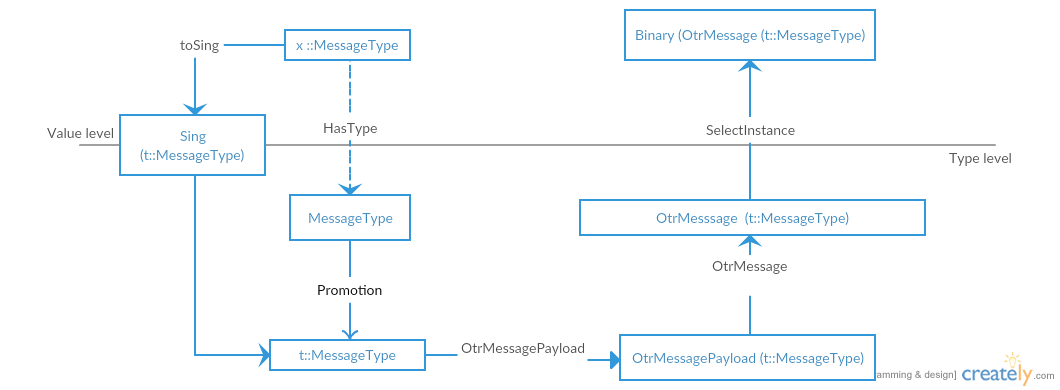 toSing
x ::MessageType
Binary (OtrMessage (t::MessageType)
HasType
SelectInstance
Value level
Sing
(t::MessageType)
Type level
MessageType
OtrMesssage (t::MessageType)
OtrMessage
Promotion
t::MessageType
OtrMessagePayload
OtrMessagePayload (t::MessageType)
amming & design]
creately.com